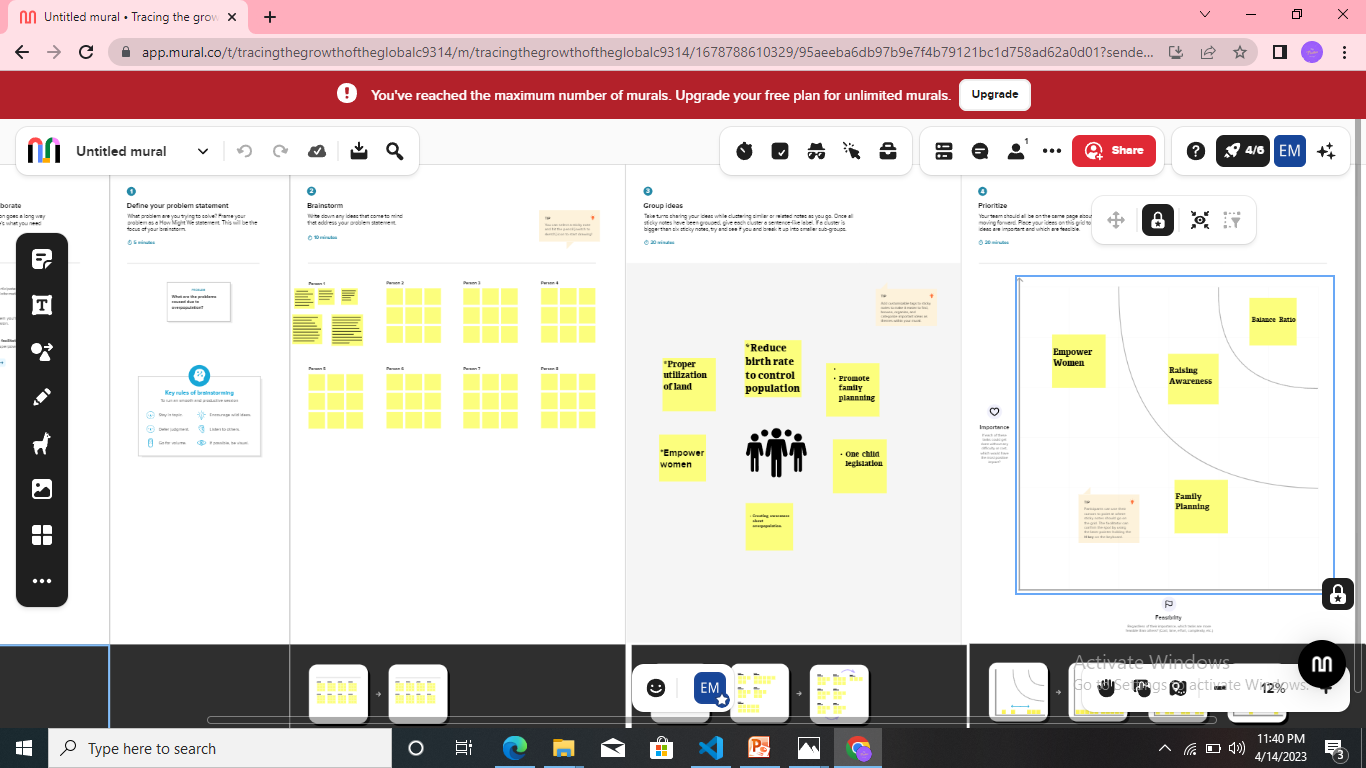 Untitled mural • Tracing the grow
app.mural.co/t/tracingthegrowthoftheglobalc9314/m/tracingthegrowthoftheglobalc9314/1678788610329/95aeeba6db97b9e7f4b79121bc1d758ad62a0d01?sende...
You've reached the maximum number of murals. Upgrade your free plan for unlimited murals.
Upgrade
Untitled mural
1
Share
4/6
EM
borate
1
Define your problem statement
What problem are you trying to solve? Frame your
problem as a How Might We statement. This will be the
focus of your brainstorm.
5 minutes
PROBLEM
What are the problems
caused due to
overpopulation?
Key rules of brainstorming
To run an smooth and productive session
Stay in topic.
Encourage wild ideas.
Defer judgment.
Listen to others.
Go for volume.
If possible, be visual.
2
Brainstorm
Write down any ideas that come to mind
that address your problem statement.
10 minutes
TIP
Person 1
Person 2
Person 3
Person 4
Person 5
Person 6
Person 7
Person 8
3
Group ideas
Take turns sharing your ideas while clustering similar or related notes as you go. Once all
sticky notes have been grouped, give each cluster a sentence-like label. If a cluster is
bigger than six sticky notes, try and see if you and break it up into smaller sub-groups.
20 minutes
TIP
*Proper
utilization
of land
*Reduce
birth rate
to control
population
• Promote
family
plannning
*Empower
women
• One child
legislation
• Creating awareness
about
overpopulation
4
Prioritize
Your team should all be on the same page about
moving forward. Place your ideas on this grid to
ideas are important and which are feasible.
20 minutes
Balance Ratio
Empower
Women
Raising
Awareness
Family
Planning
Importance
TIP
Feasibility
Activate Windows
Go to Settings to activate Windows.
EM
12%
Type here to search
11:40 PM
4/14/2023
3